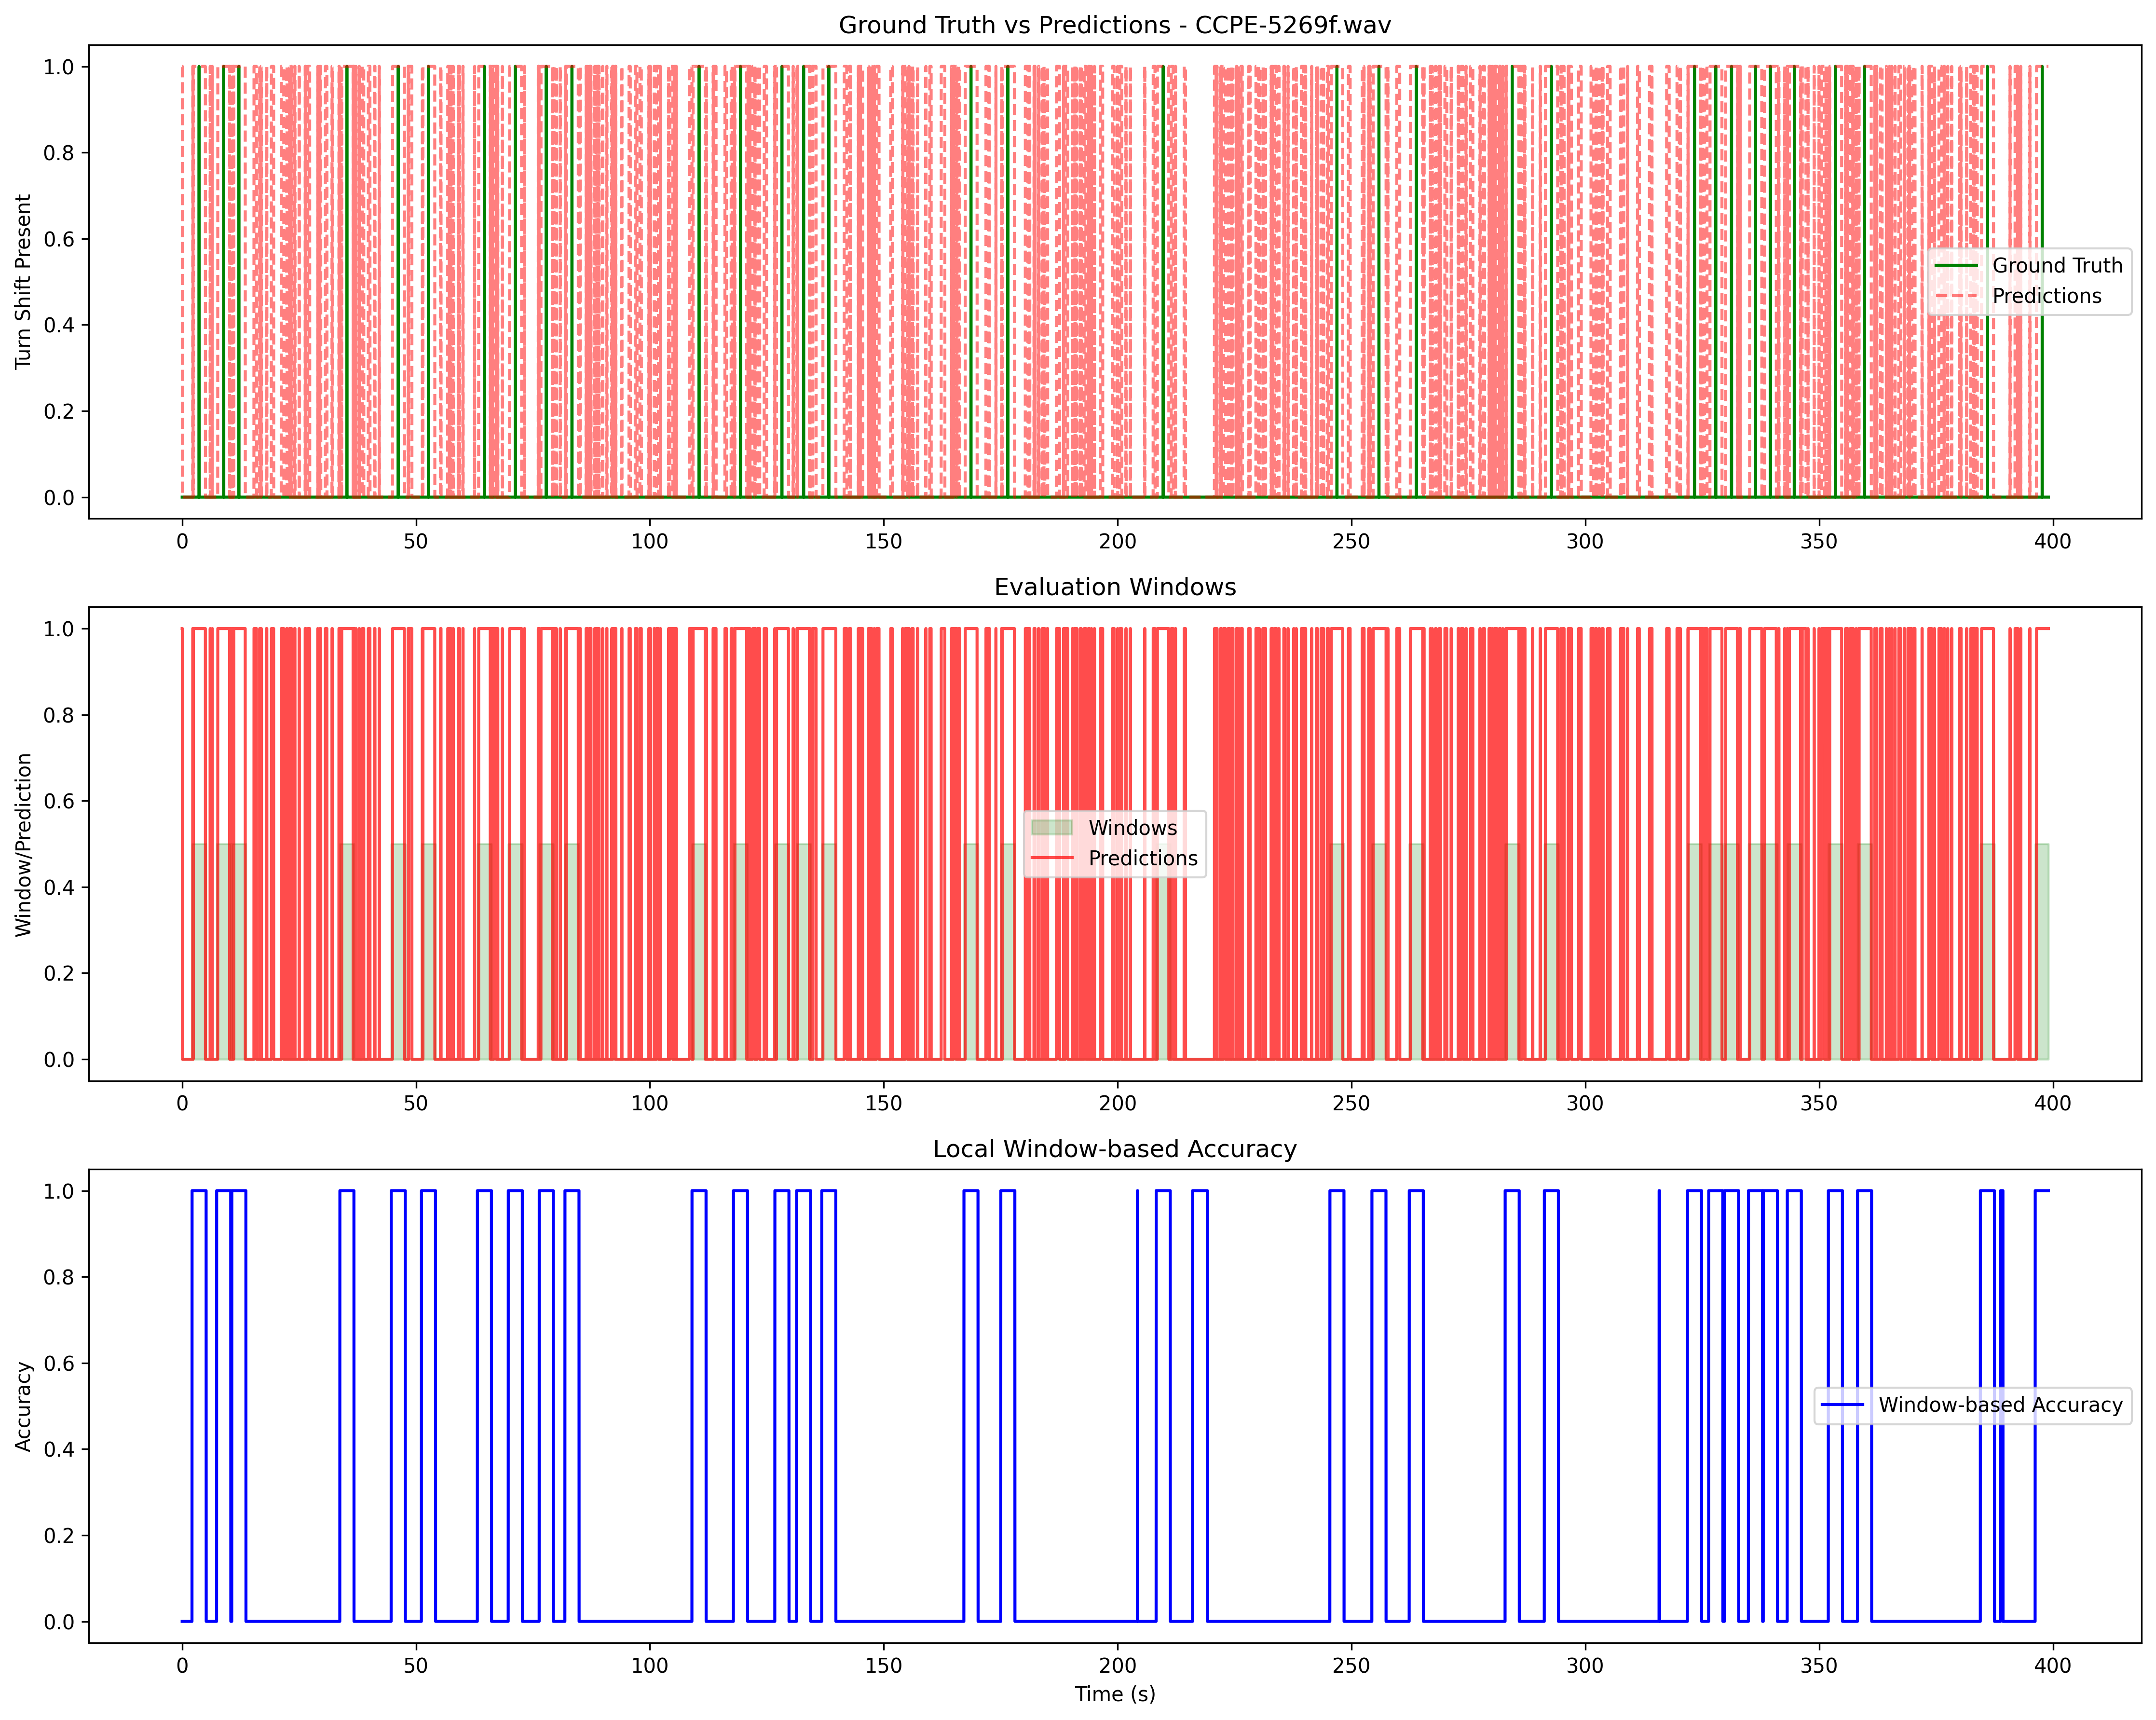 Ground Truth vs Predictions - CCPE-5269f.wav
1.0
0.8
0.6
0.4
0.2
0.0
Turn Shift Present
Ground Truth
Predictions
0 50 100 150 200 250 300 350 400
Evaluation Windows
1.0
0.8
0.6
0.4
0.2
0.0
Window/Prediction
Windows
Predictions
0 50 100 150 200 250 300 350 400
Local Window-based Accuracy
1.0
0.8
0.6
0.4
0.2
0.0
Accuracy
Window-based Accuracy
0 50 100 150 200 250 300 350 400
Time (s)